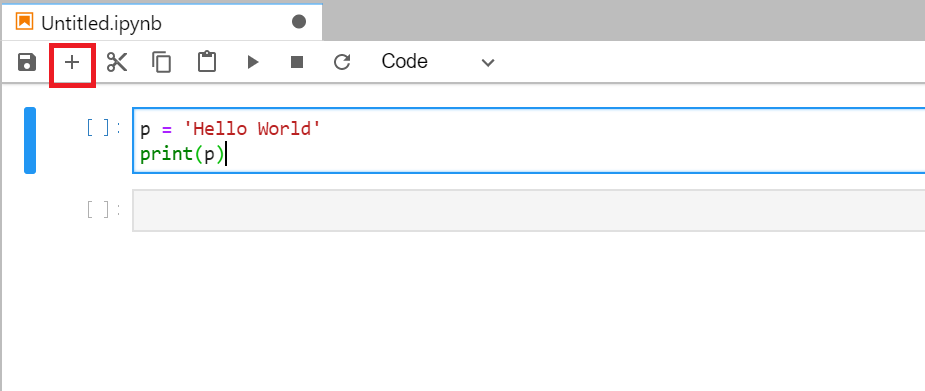 Untitled.ipynb
Code
[ ]: p = 'Hello World'
print(p)
[ ]: